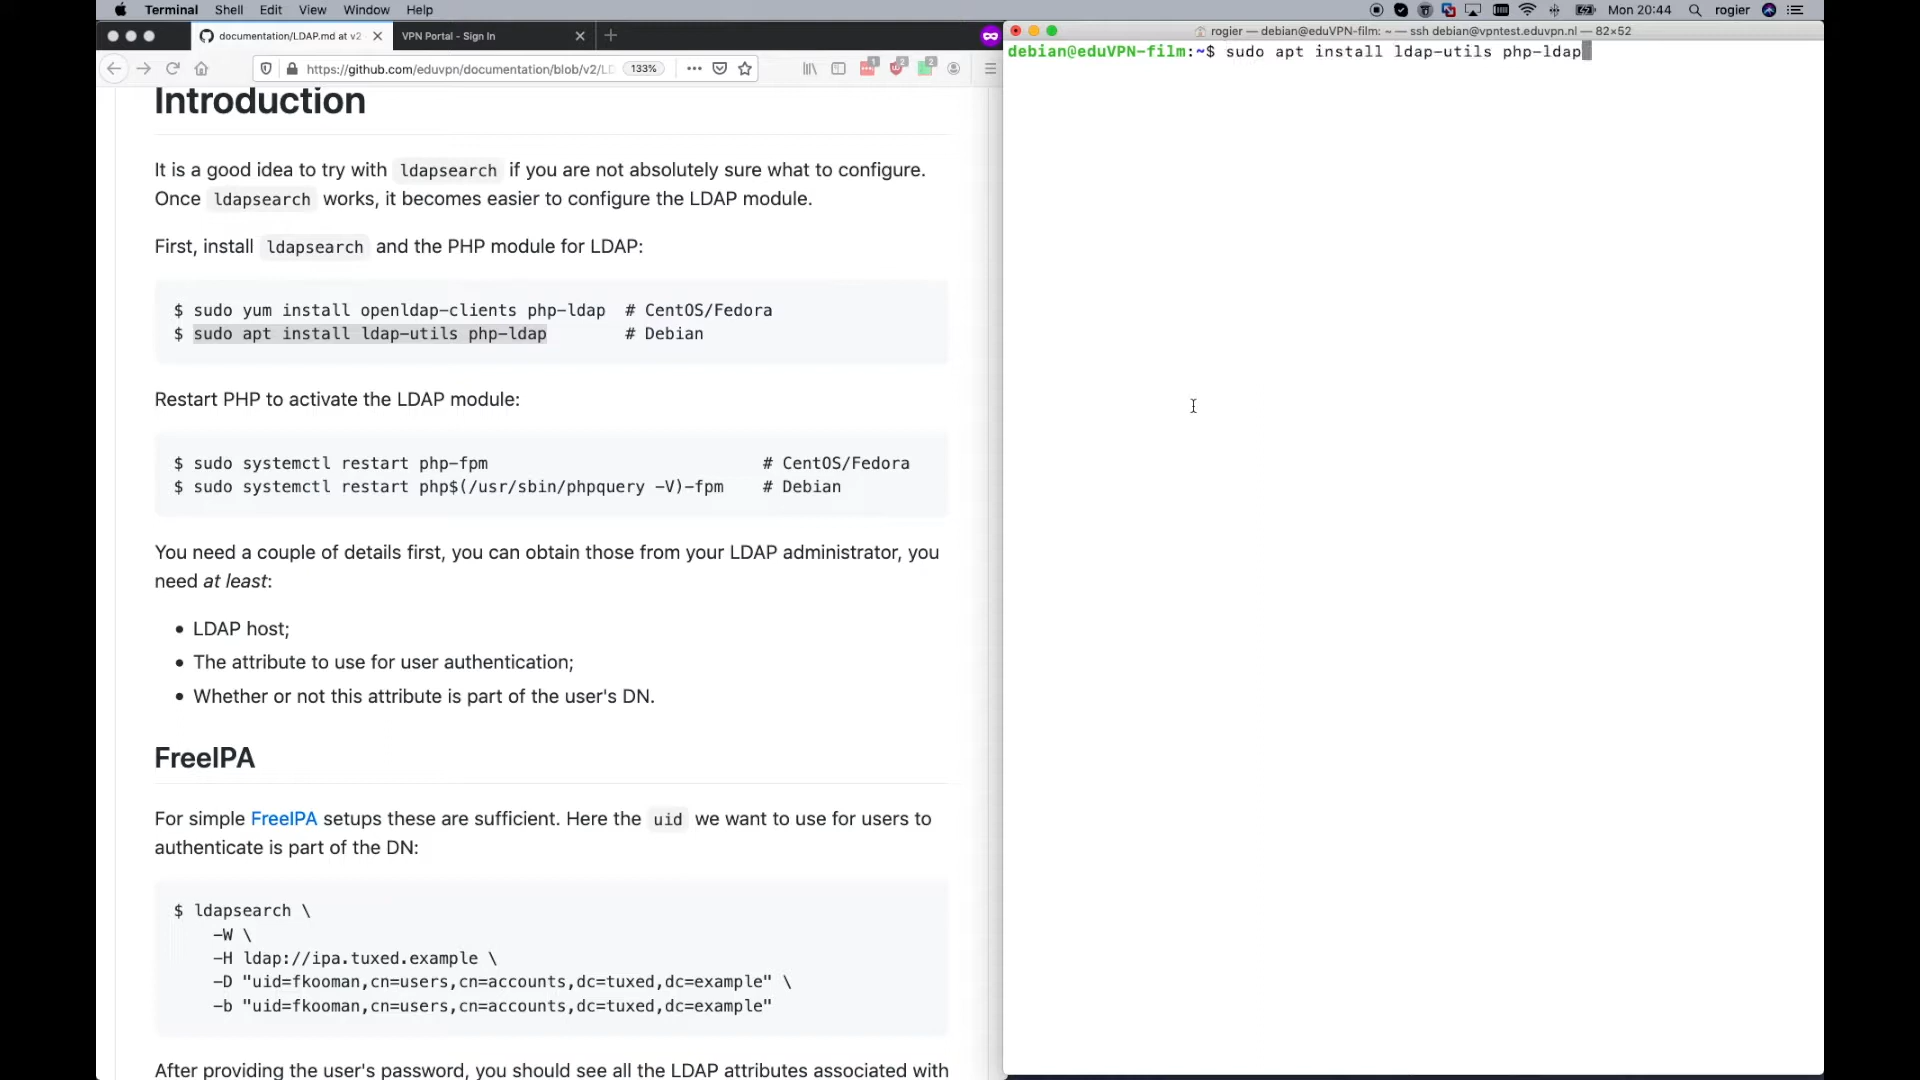 Terminal Shell Edit View Window Help
Mon 20:44 rogier
documentation/LDAP.md at v2
VPN Portal - Sign In
https://github.com/eduvpn/documentation/blob/v2/LD
133%
1
2
2
Introduction
It is a good idea to try with ldapsearch if you are not absolutely sure what to configure.
Once ldapsearch works, it becomes easier to configure the LDAP module.
First, install ldapsearch and the PHP module for LDAP:
$ sudo yum install openldap-clients php-ldap # CentOS/Fedora
$ sudo apt install ldap-utils php-ldap # Debian
Restart PHP to activate the LDAP module:
$ sudo systemctl restart php-fpm # CentOS/Fedora
$ sudo systemctl restart php$(/usr/sbin/phpquery -V)-fpm # Debian
You need a couple of details first, you can obtain those from your LDAP administrator, you
need at least:
• LDAP host;
• The attribute to use for user authentication;
• Whether or not this attribute is part of the user's DN.
FreeIPA
For simple FreeIPA setups these are sufficient. Here the uid we want to use for users to
authenticate is part of the DN:
$ ldapsearch \
-W \
-H ldap://ipa.tuxed.example \
-D "uid=fkooman,cn=users,cn=accounts,dc=tuxed,dc=example" \
-b "uid=fkooman,cn=users,cn=accounts,dc=tuxed,dc=example"
After providing the user's password, you should see all the LDAP attributes associated with
rogier — debian@eduVPN-film: ~ — ssh debian@vpntest.eduvpn.nl — 82×52
debian@eduVPN-film:~$ sudo apt install ldap-utils php-ldap